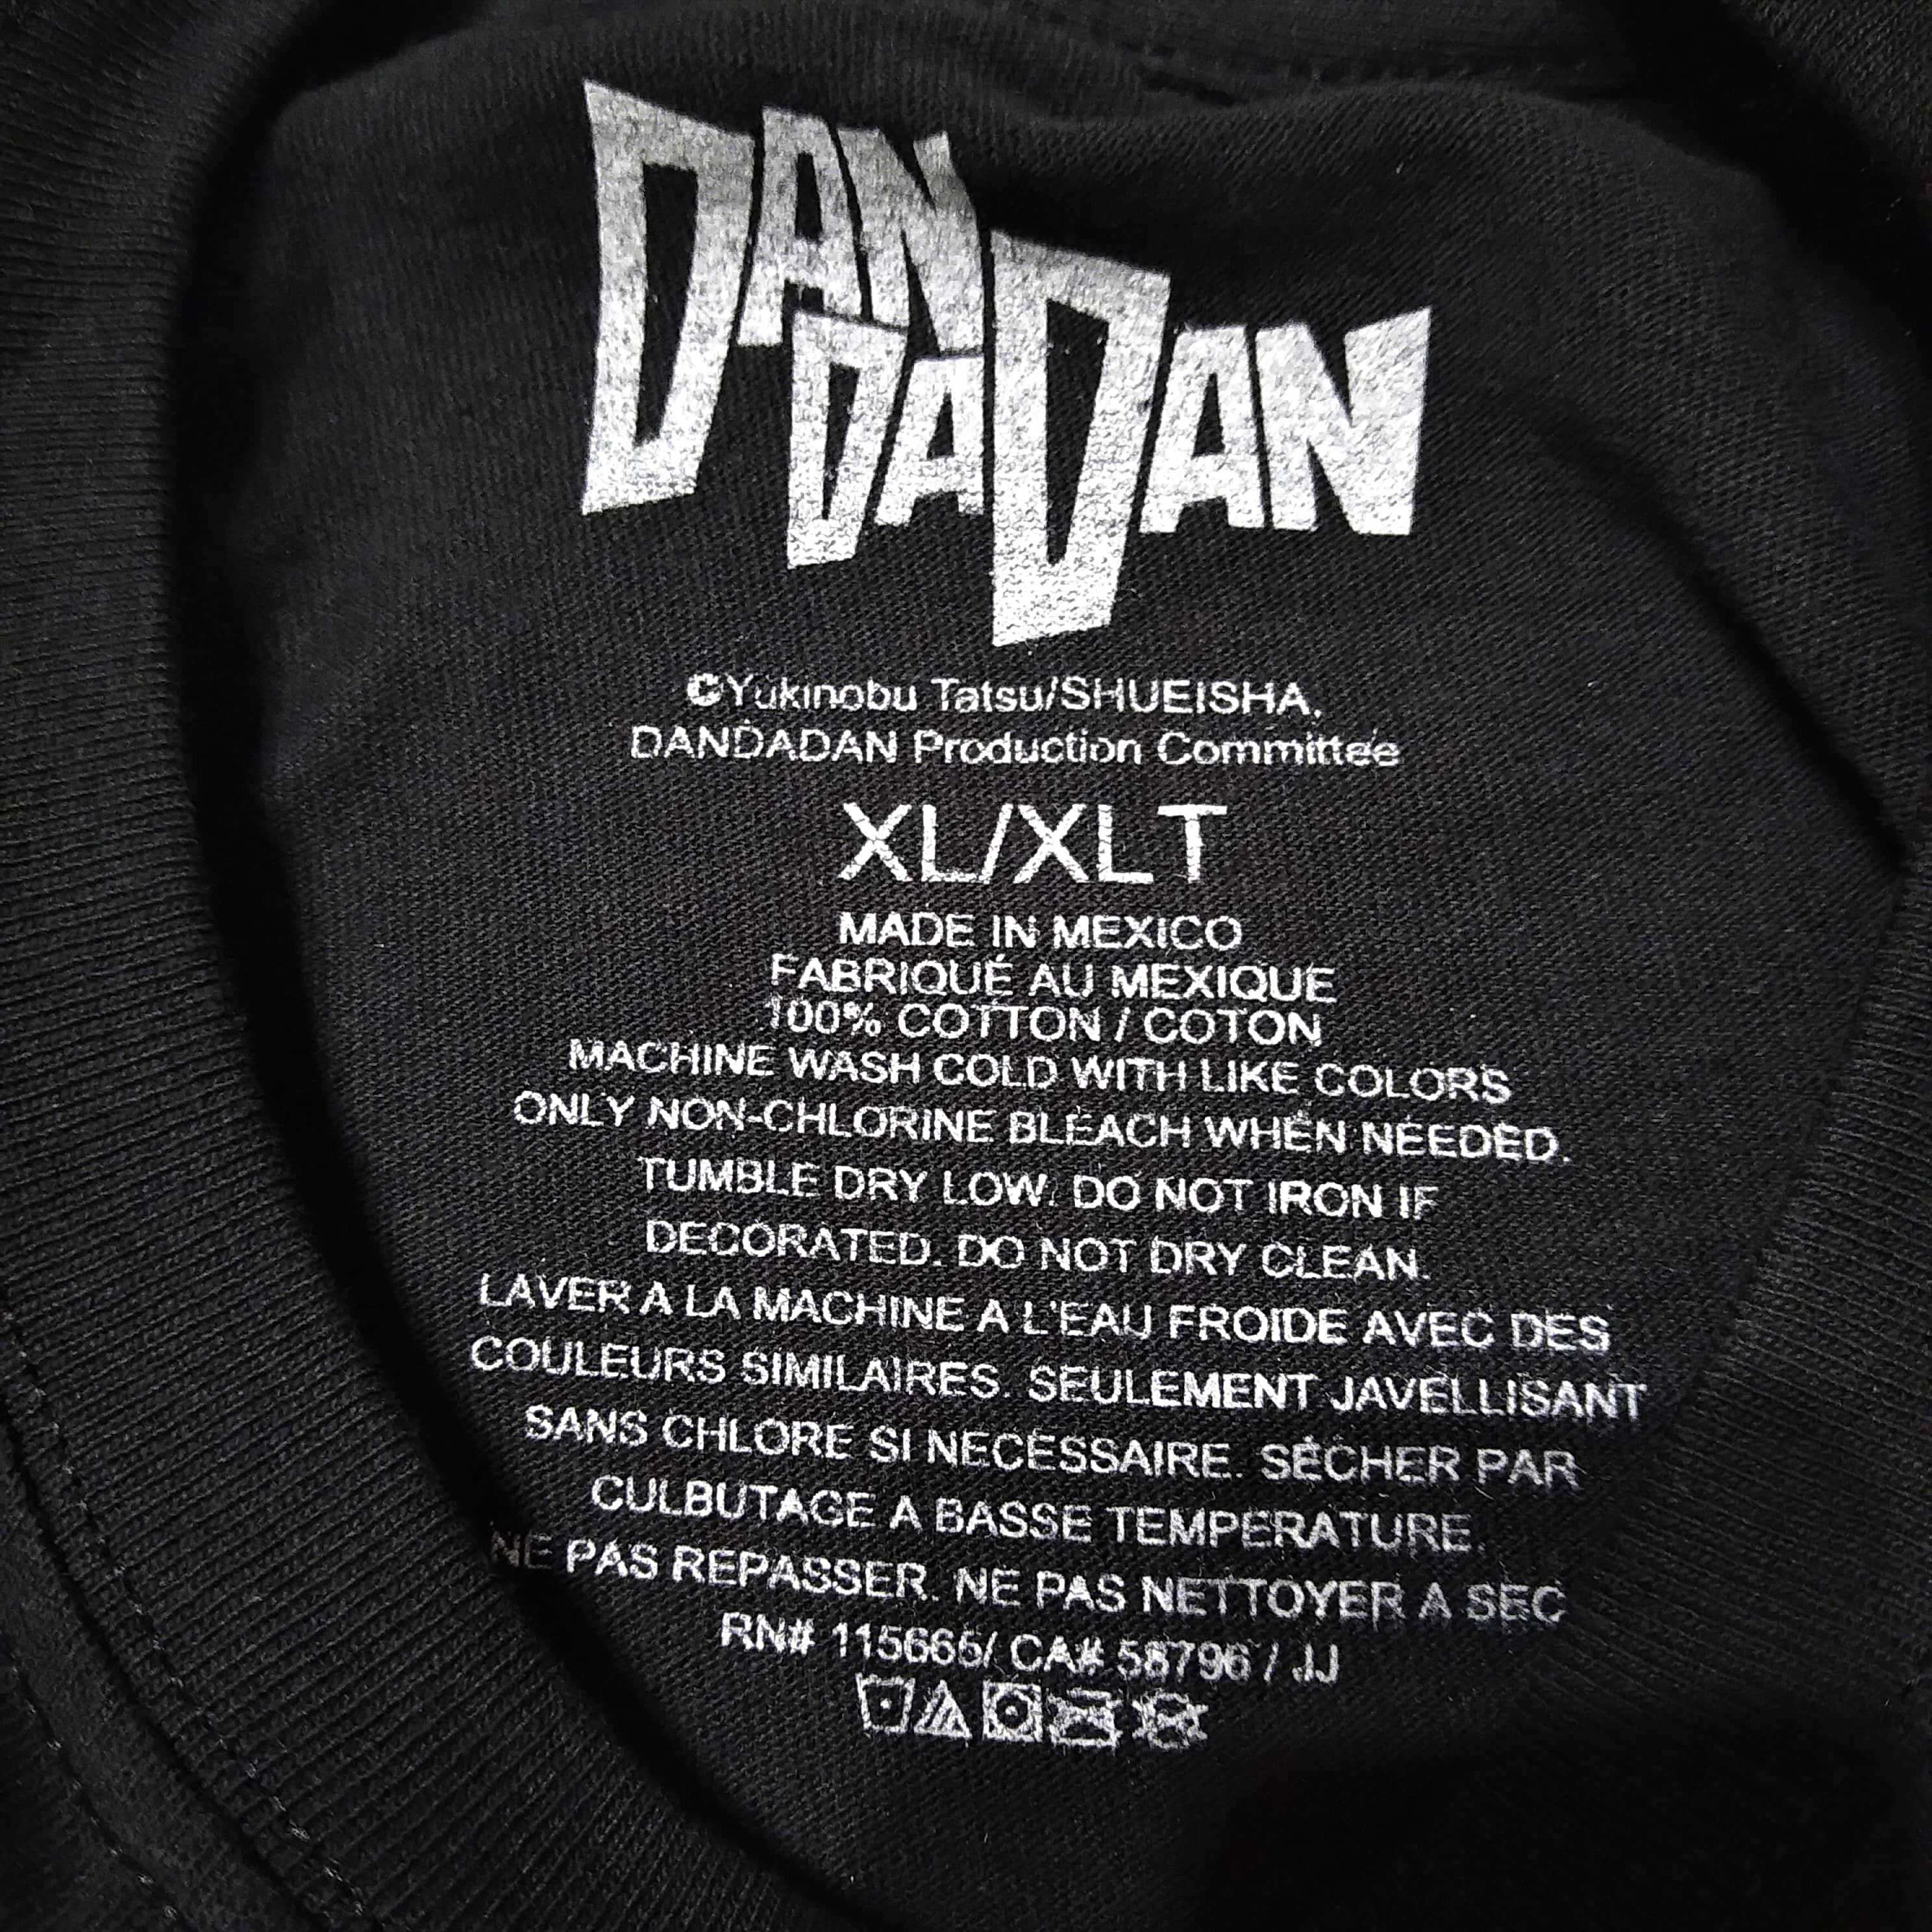 DAN
DADAN
©Yukinobu Tatsu/SHUEISHA,
DANDADAN Production Committee
XL/XLT
MADE IN MEXICO
FABRIQUÉ AU MEXIQUE
100% COTTON / COTON
MACHINE WASH COLD WITH LIKE COLORS
ONLY NON-CHLORINE BLEACH WHEN NEEDED.
TUMBLE DRY LOW. DO NOT IRON IF
DECORATED. DO NOT DRY CLEAN.
LAVER A LA MACHINE A L'EAU FROIDE AVEC DES
COULEURS SIMILAIRES. SEULEMENT JAVELLISANT
SANS CHLORE SI NECESSAIRE. SÉCHER PAR
CULBUTAGE A BASSE TEMPERATURE.
NE PAS REPASSER. NE PAS NETTOYER A SEC
RN# 115665/ CA# 58796 / JJ